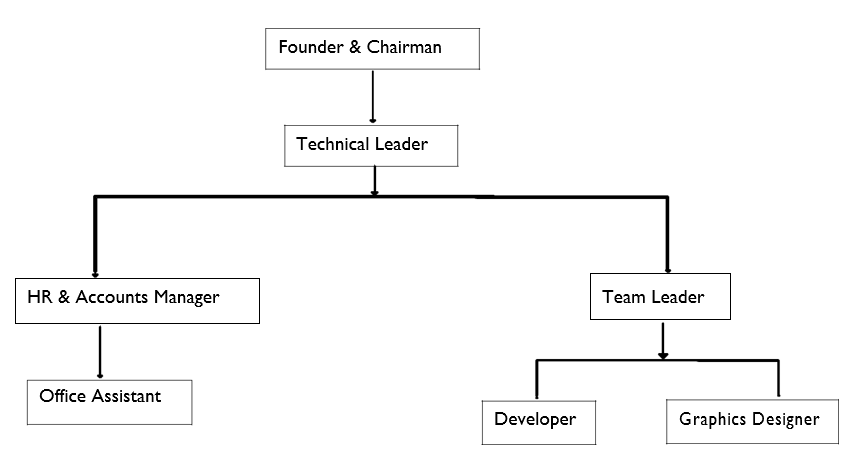 Founder & Chairman
Technical Leader
HR & Accounts Manager
Team Leader
Office Assistant
Developer
Graphics Designer